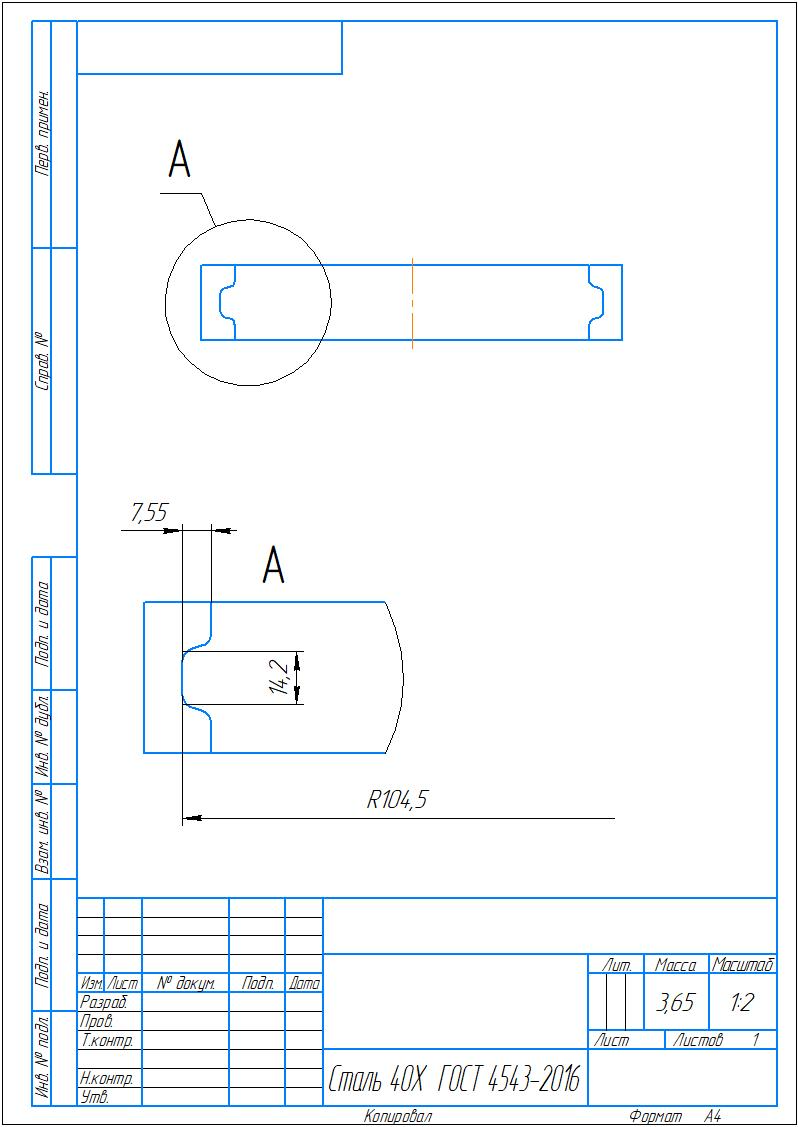 Перв. примен.
Справ. №
Подп. и дата
Инв. № дубл.
Взам. инв. №
Подп. и дата
Инв. № подл.
А
7,55
А
14,2
R104,5
Изм. Лист № докум. Подп. Дата
Разраб.
Пров.
Т.контр.
Н.контр.
Утв.
Лит. Масса Масштаб
3,65 1:2
Лист Листов 1
Сталь 40Х ГОСТ 4543-2016
Копировал Формат А4